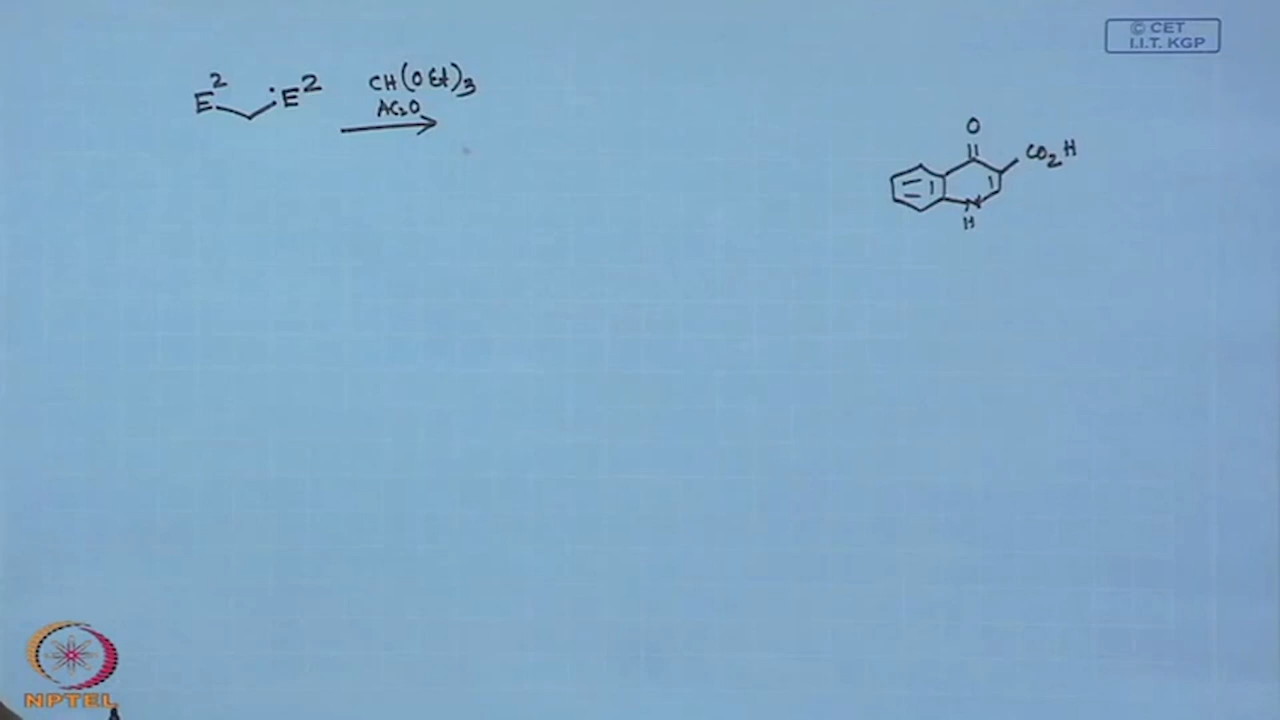 © CET
I.I.T. KGP
E² E² CH(OEt)₃
Ac₂O
O
CO₂H
N
H
NPTEL